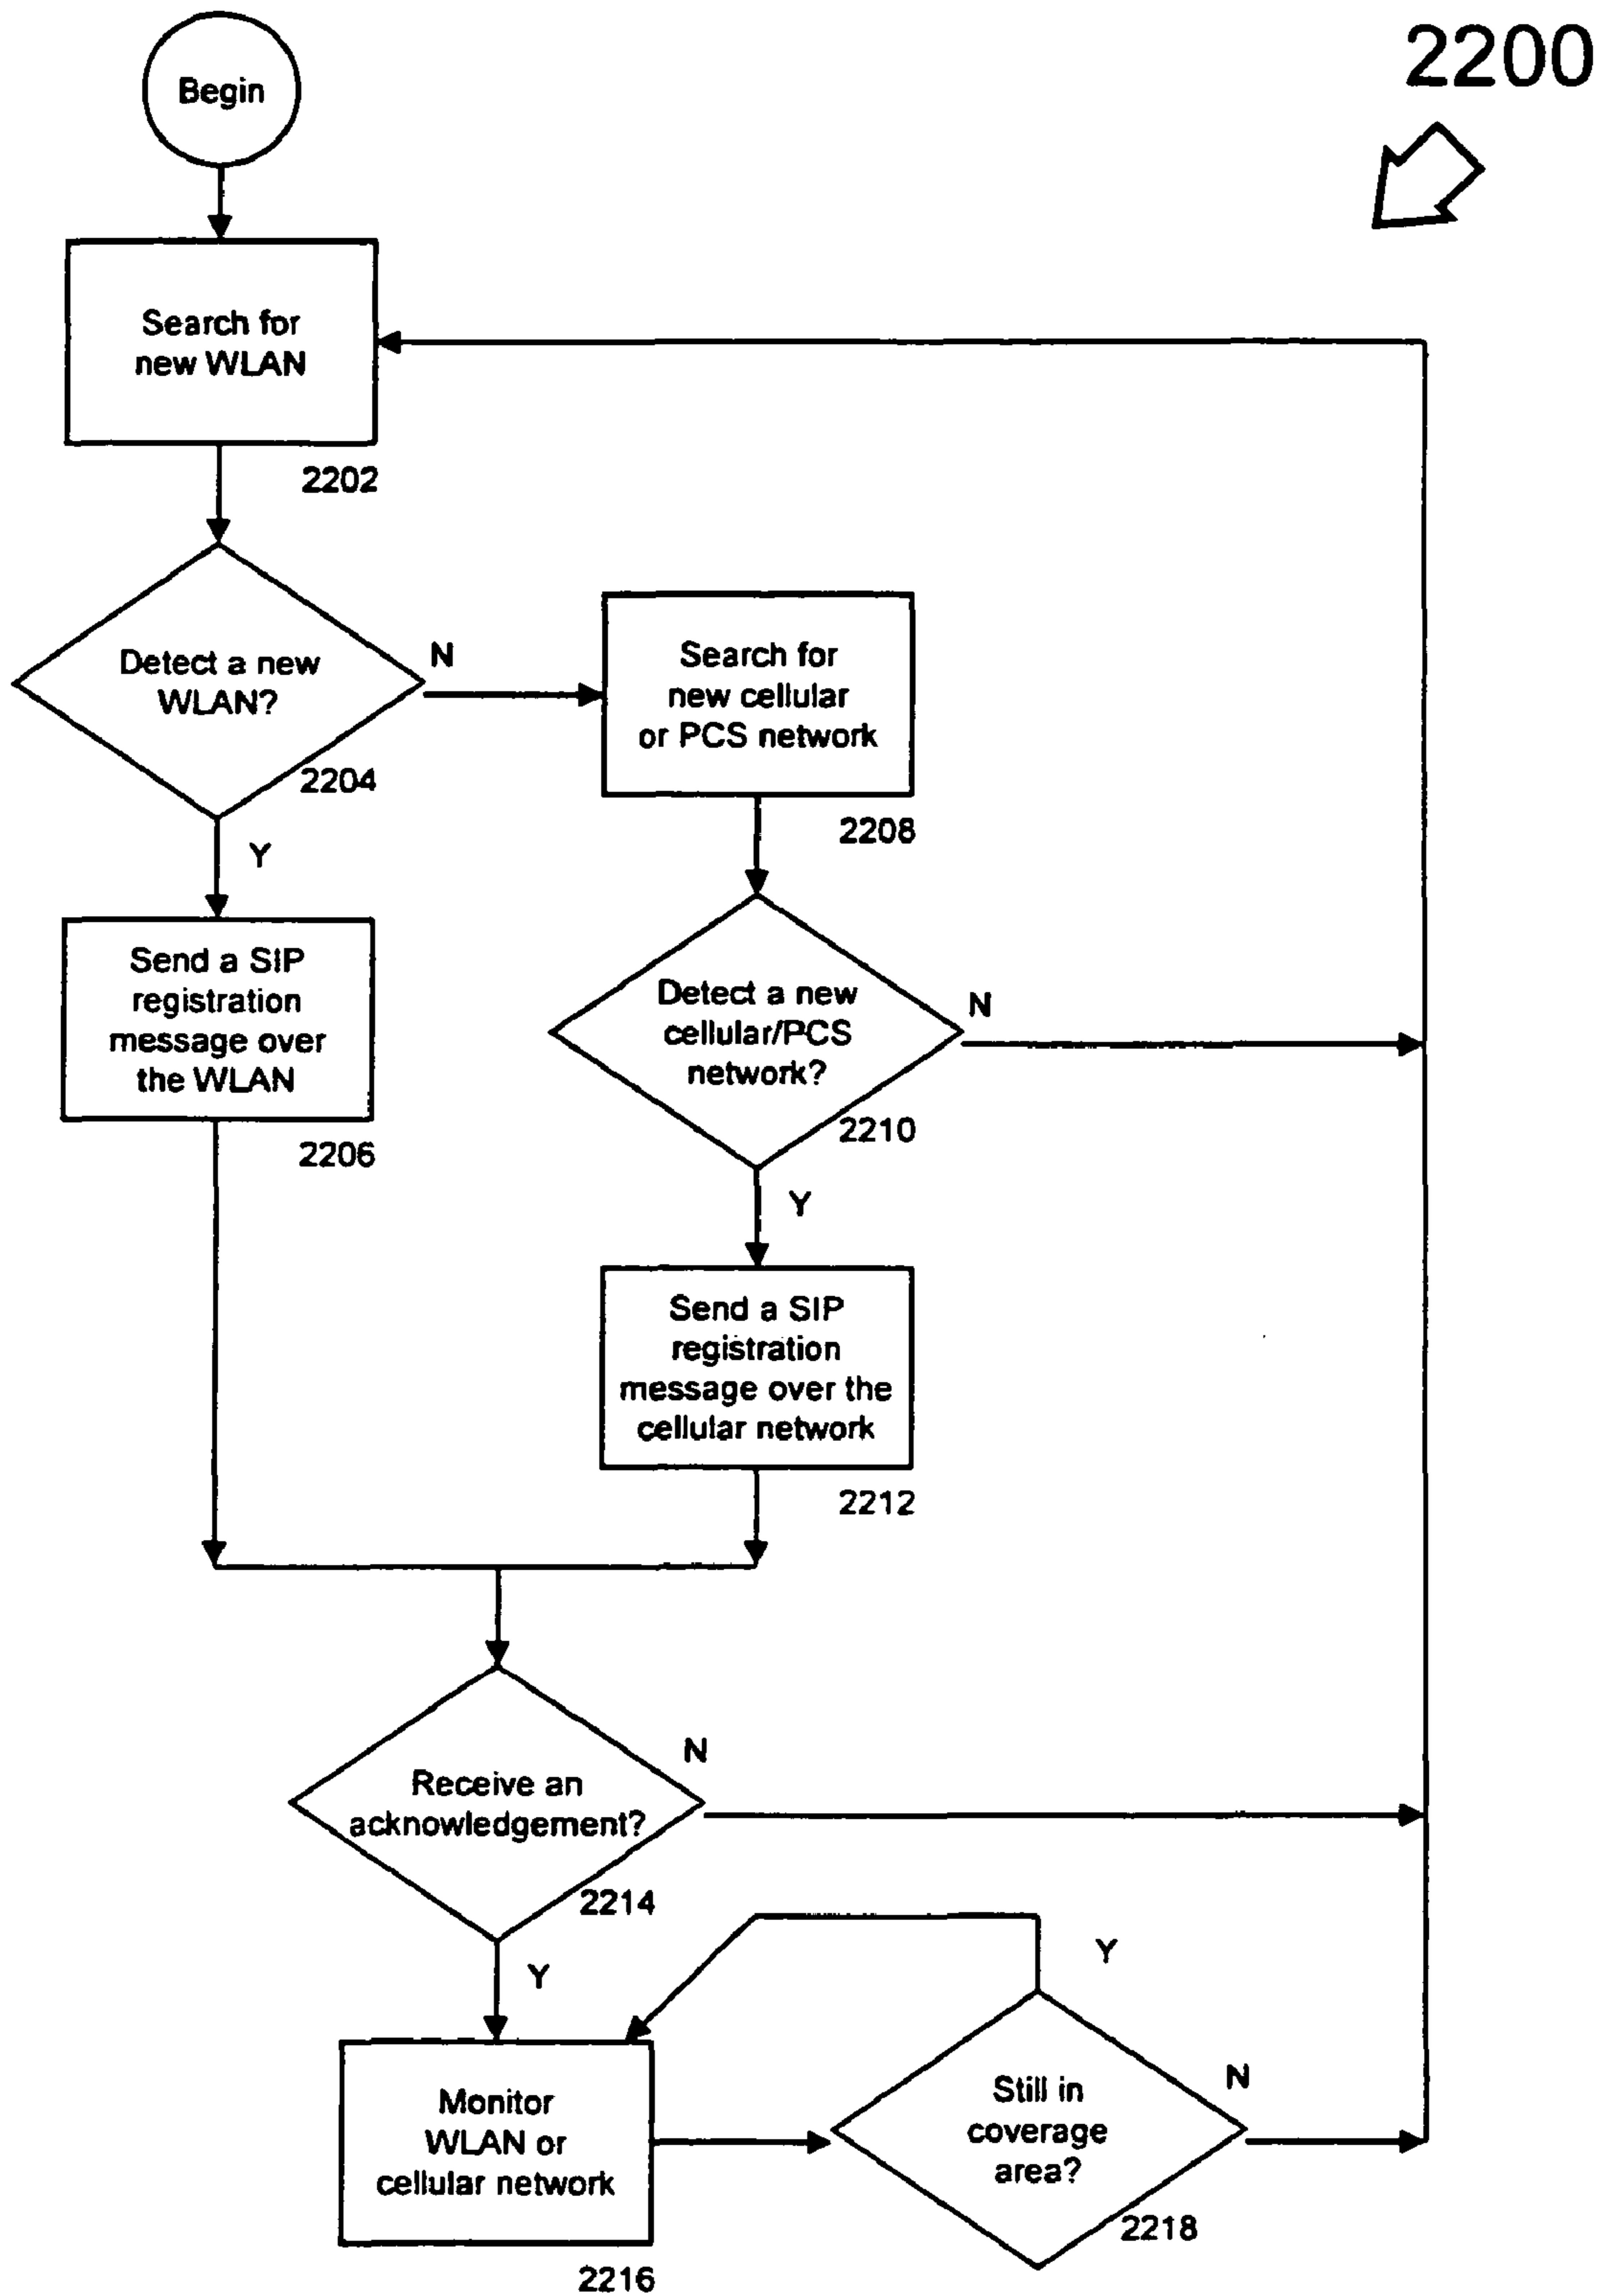 2200
Begin
Search for
new WLAN
2202
Detect a new
WLAN?
N
2204
Y
Search for
new cellular
or PCS network
2208
Send a SIP
registration
message over
the WLAN
2206
Detect a new
cellular/PCS
network?
N
2210
Y
Send a SIP
registration
message over the
cellular network
2212
Receive an
acknowledgement?
N
2214
Y
Monitor
WLAN or
cellular network
2216
Y
Still in
coverage
area?
N
2218